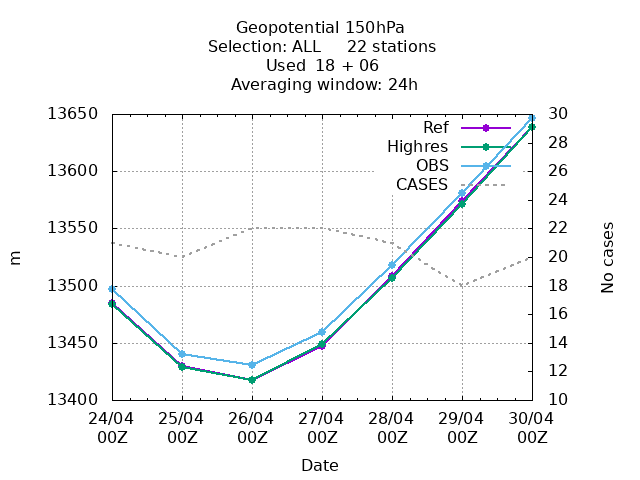 Geopotential 150hPa
Selection: ALL 22 stations
Used 18 + 06
Averaging window: 24h
Ref
Highres
OBS
CASES
13650
13600
13550
13500
13450
13400
m
30
28
26
24
22
20
18
16
14
12
10
No cases
24/04 25/04 26/04 27/04 28/04 29/04 30/04
00Z 00Z 00Z 00Z 00Z 00Z 00Z
Date